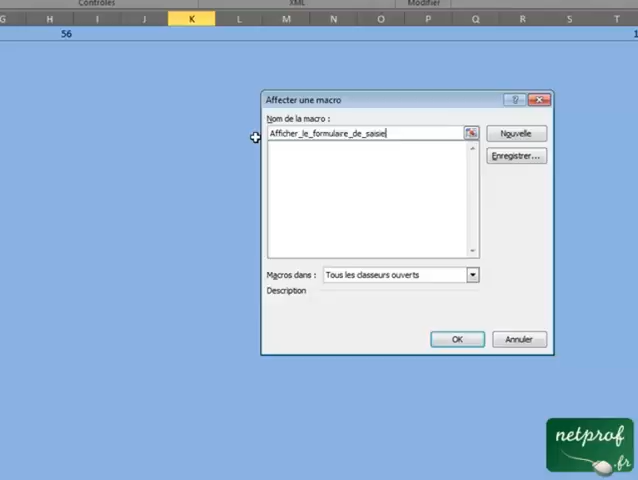 Contrôles XML Modifier
G H I J K L M N O P Q R S T
56 1
Affecter une macro
Nom de la macro :
Afficher_le_formulaire_de_saisie
Nouvelle
Enregistrer...
Macros dans : Tous les classeurs ouverts
Description
OK Annuler
netprof
.fr